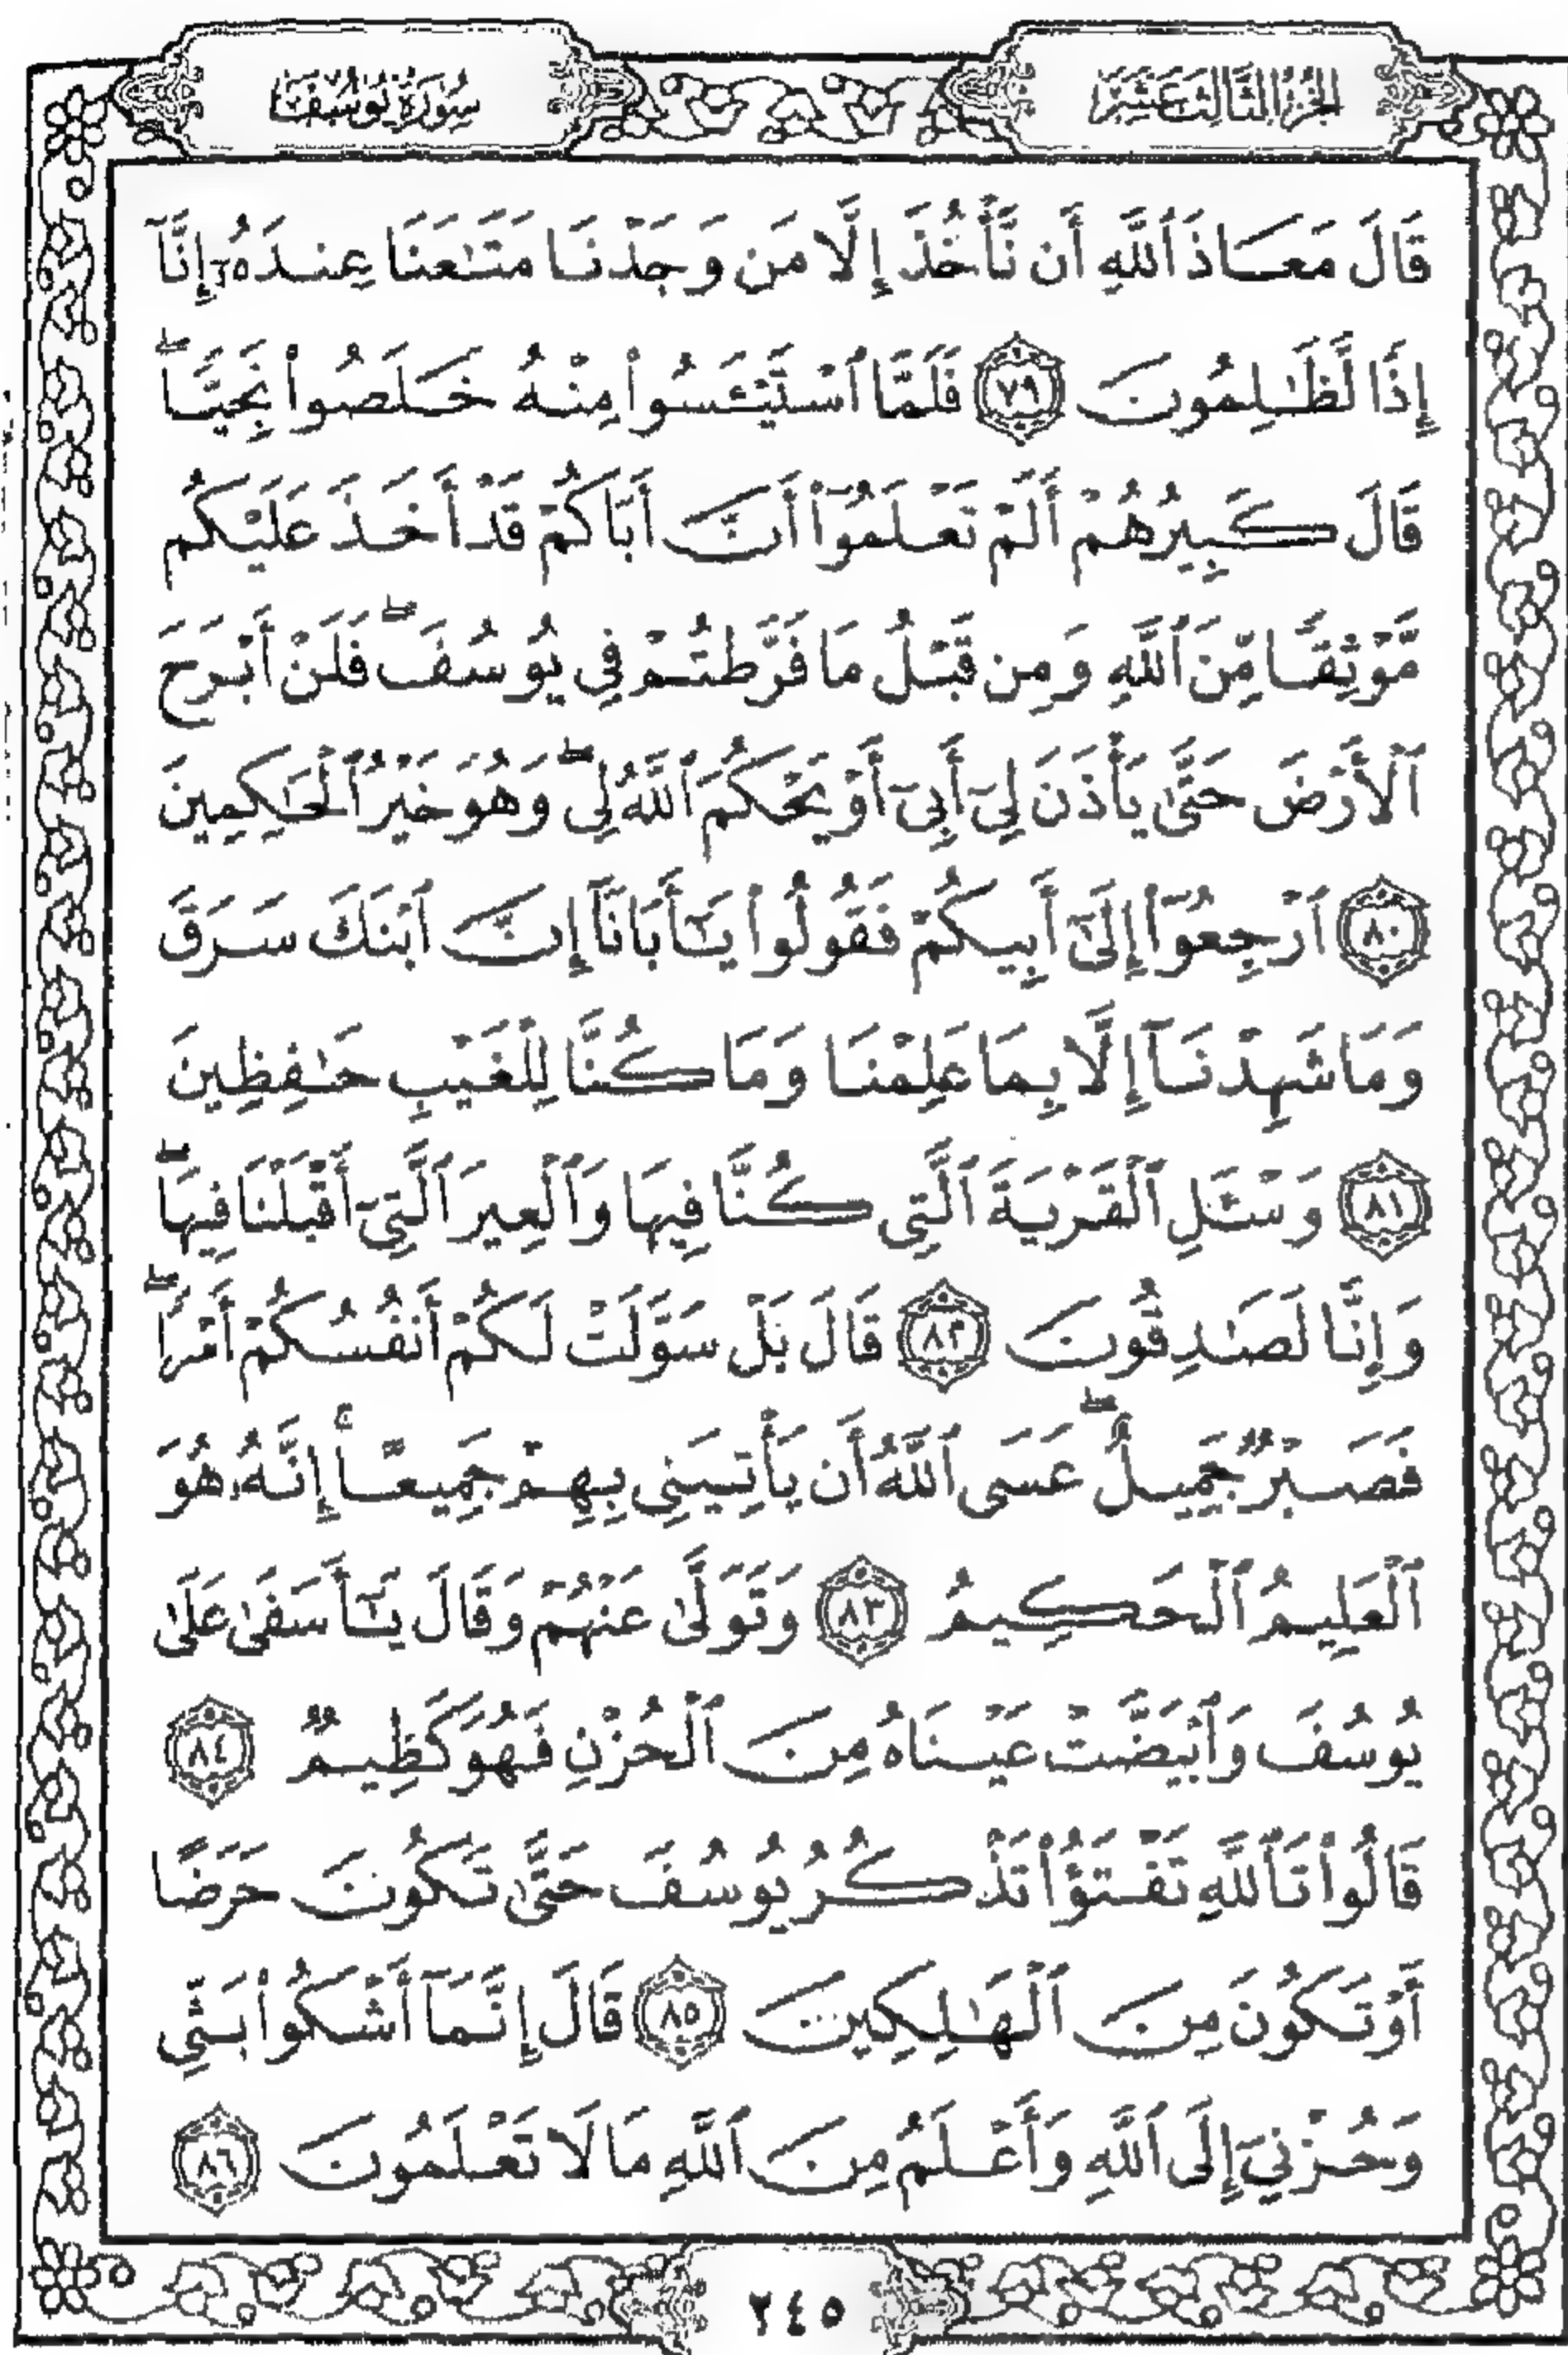 الجزء الثالث عشر
سورة يوسف
قَالَ مَعَاذَ ٱللَّهِ أَن نَّأْخُذَ إِلَّا مَن وَجَدْنَا مَتَٰعَنَا عِندَهُۥٓ إِنَّآ
إِذًا لَّظَٰلِمُونَ ٧٩ فَلَمَّا ٱسْتَيْـَٔسُوا۟ مِنْهُ خَلَصُوا۟ نَجِيًّا ۖ
قَالَ كَبِيرُهُمْ أَلَمْ تَعْلَمُوٓا۟ أَنَّ أَبَاكُمْ قَدْ أَخَذَ عَلَيْكُم
مَّوْثِقًا مِّنَ ٱللَّهِ وَمِن قَبْلُ مَا فَرَّطتُمْ فِي يُوسُفَ ۖ فَلَنْ أَبْرَحَ
ٱلْأَرْضَ حَتَّىٰ يَأْذَنَ لِيٓ أَبِيٓ أَوْ يَحْكُمَ ٱللَّهُ لِي ۖ وَهُوَ خَيْرُ ٱلْحَٰكِمِينَ
٨٠ ٱرْجِعُوٓا۟ إِلَىٰٓ أَبِيكُمْ فَقُولُوا۟ يَٰٓأَبَانَآ إِنَّ ٱبْنَكَ سَرَقَ
وَمَا شَهِدْنَآ إِلَّا بِمَا عَلِمْنَا وَمَا كُنَّا لِلْغَيْبِ حَٰفِظِينَ
٨١ وَسْـَٔلِ ٱلْقَرْيَةَ ٱلَّتِي كُنَّا فِيهَا وَٱلْعِيرَ ٱلَّتِيٓ أَقْبَلْنَا فِيهَا ۖ
وَإِنَّا لَصَٰدِقُونَ ٨٢ قَالَ بَلْ سَوَّلَتْ لَكُمْ أَنفُسُكُمْ أَمْرًا ۖ
فَصَبْرٌ جَمِيلٌ ۖ عَسَى ٱللَّهُ أَن يَأْتِيَنِي بِهِمْ جَمِيعًا ۚ إِنَّهُۥ هُوَ
ٱلْعَلِيمُ ٱلْحَكِيمُ ٨٣ وَتَوَلَّىٰ عَنْهُمْ وَقَالَ يَٰٓأَسَفَىٰ عَلَىٰ
يُوسُفَ وَٱبْيَضَّتْ عَيْنَاهُ مِنَ ٱلْحُزْنِ فَهُوَ كَظِيمٌ ٨٤
قَالُوا۟ تَٱللَّهِ تَفْتَؤُا۟ تَذْكُرُ يُوسُفَ حَتَّىٰ تَكُونَ حَرَضًا
أَوْ تَكُونَ مِنَ ٱلْهَٰلِكِينَ ٨٥ قَالَ إِنَّمَآ أَشْكُوا۟ بَثِّي
وَحُزْنِيٓ إِلَى ٱللَّهِ وَأَعْلَمُ مِنَ ٱللَّهِ مَا لَا تَعْلَمُونَ ٨٦
٢٤٥